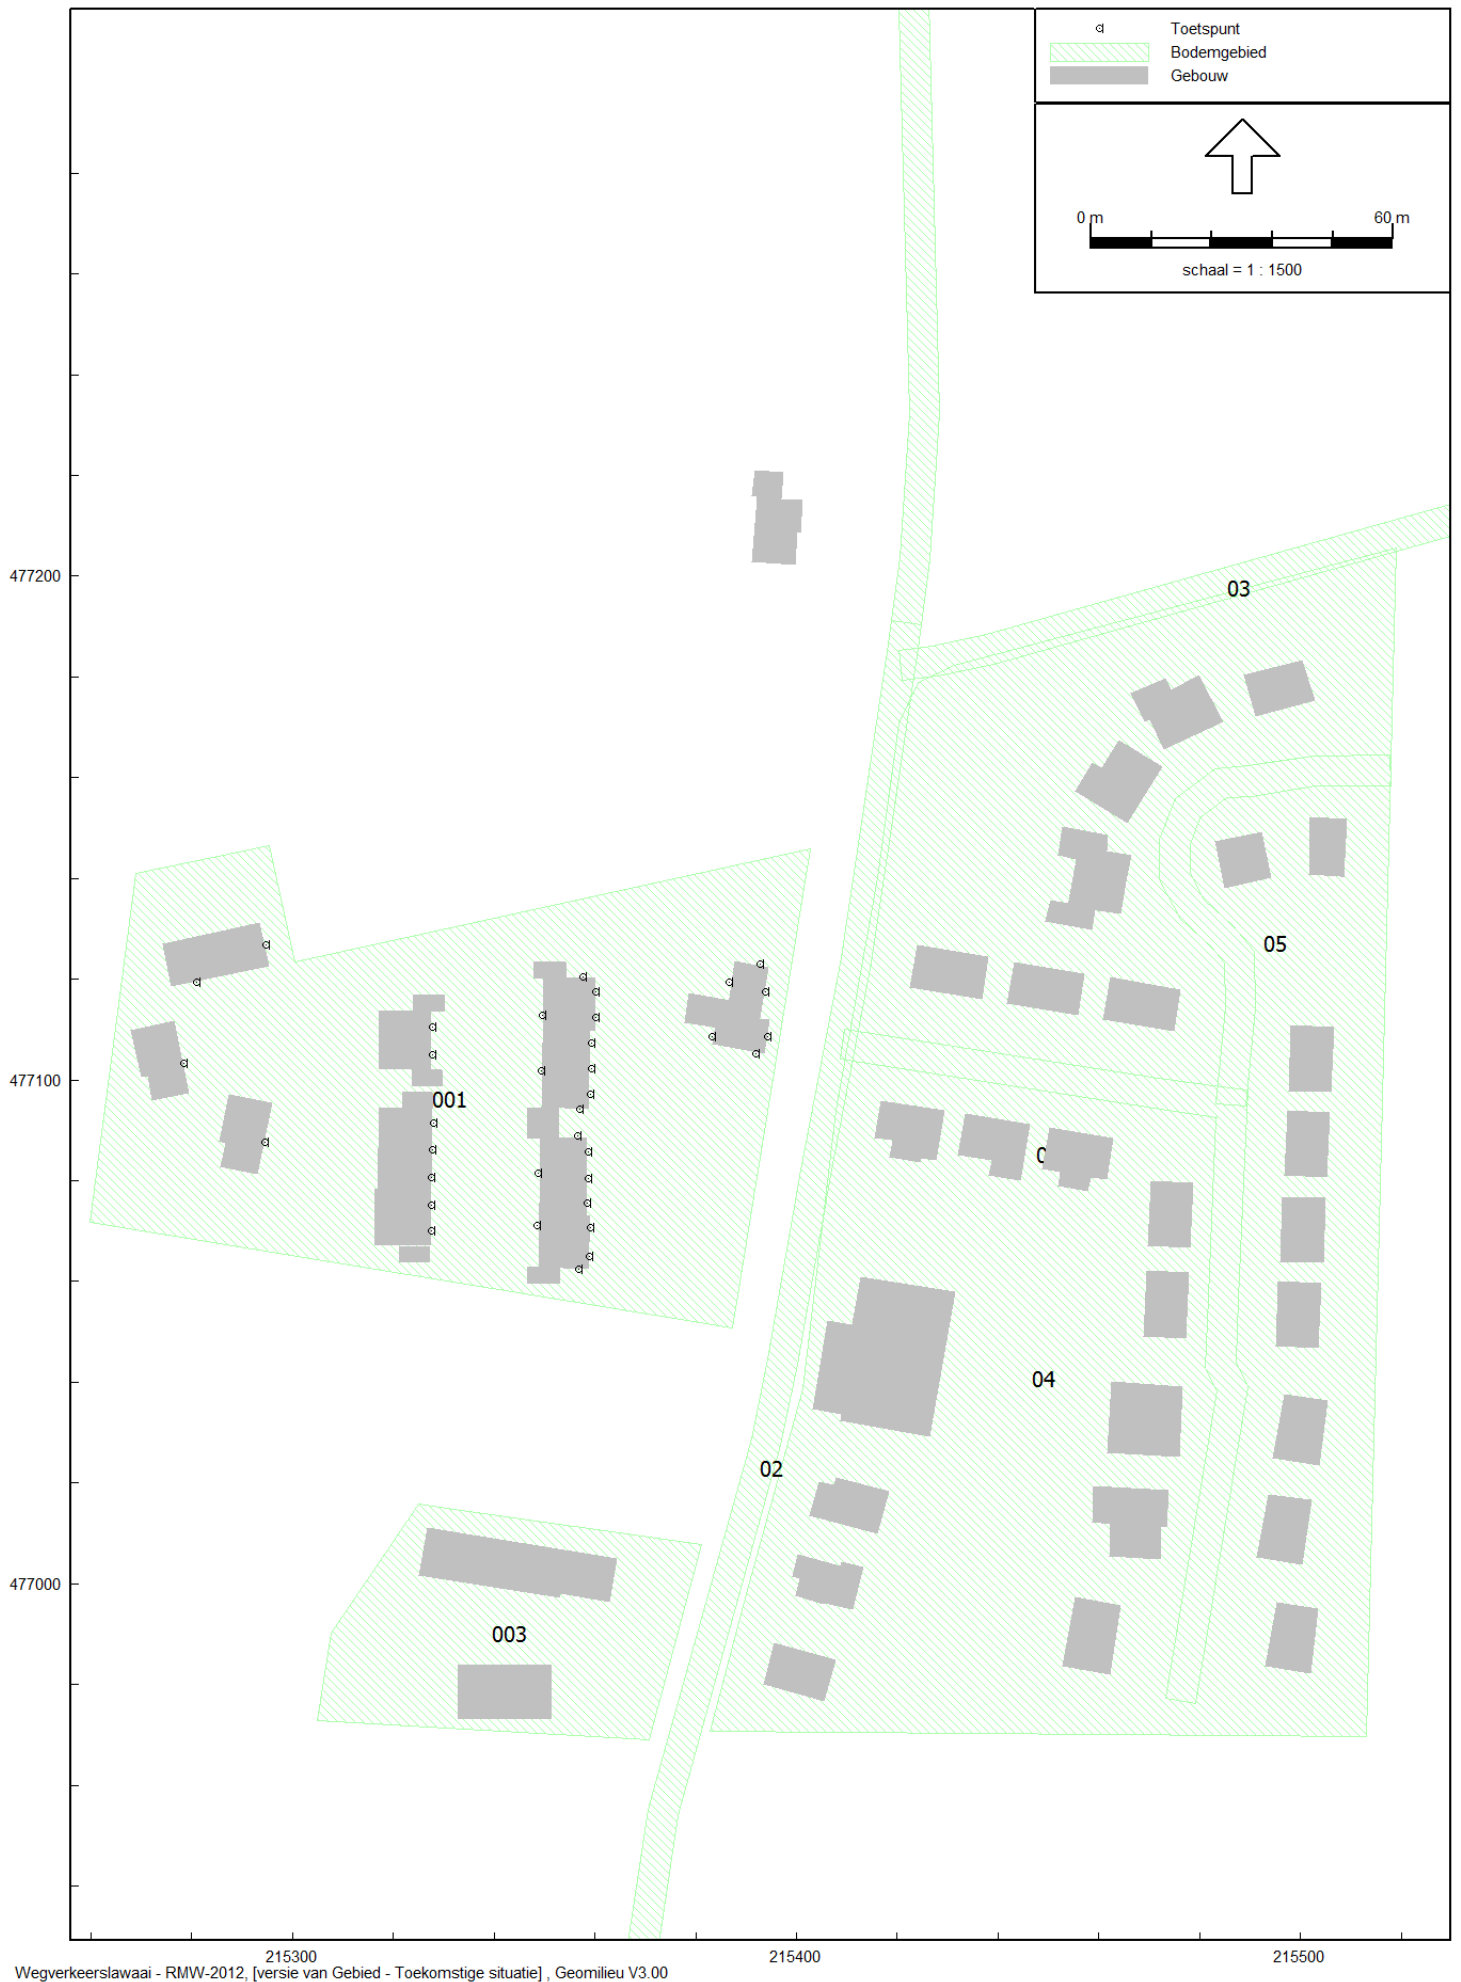 Toetspunt
Bodemgebied
Gebouw
0 m 60 m
schaal = 1 : 1500
477200
03
05
477100
001
04
02
477000
003
215300 215400 215500
Wegverkeerslawaai - RMW-2012, [versie van Gebied - Toekomstige situatie] , Geomilieu V3.00